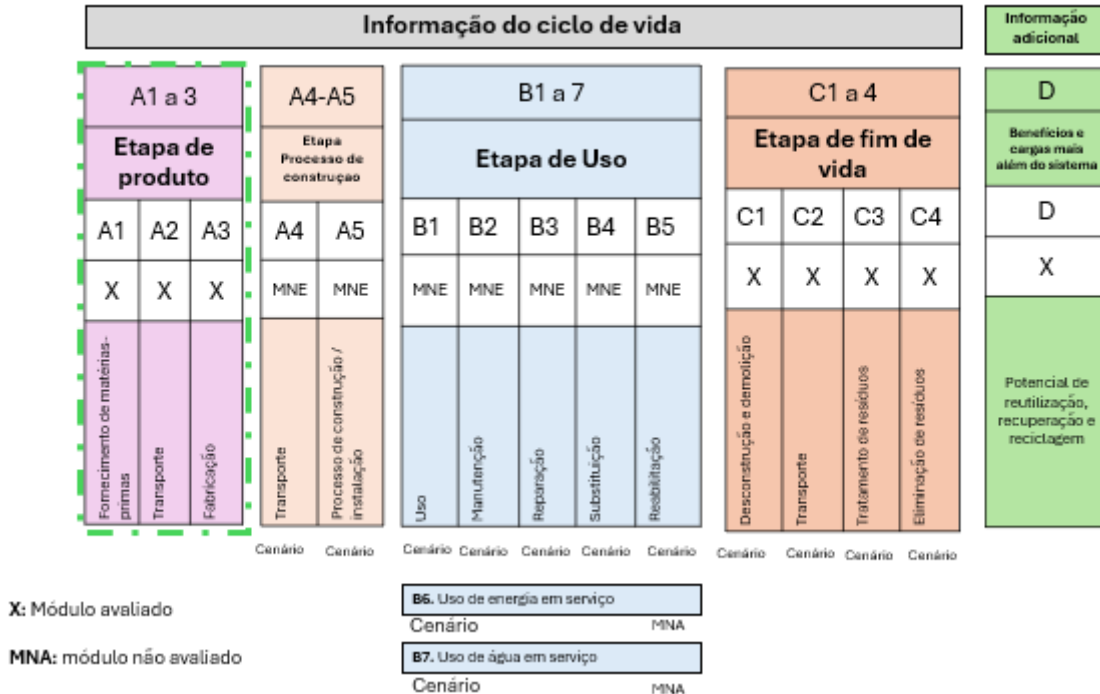 Informação do ciclo de vida
Informação
adicional
A1 a 3
A4-A5
B1 a 7
C1 a 4
D
Etapa de
produto
Etapa
Processo de
construçao
Etapa de Uso
Etapa de fim de
vida
Benefícios e
cargas mais
além do sistema
A1
A2
A3
A4
A5
B1
B2
B3
B4
B5
C1
C2
C3
C4
D
X
X
X
MNE
MNE
MNE
MNE
MNE
MNE
MNE
X
X
X
X
X
Fornecimento de matérias-
primas
Transporte
Fabricação
Transporte
Processo de construção /
instalação
Uso
Manutenção
Reparação
Substituição
Reabilitação
Desconstrução e demolição
Transporte
Tratamento de resíduos
Eliminação de resíduos
Potencial de
reutilização,
recuperação e
reciclagem
Cenário
Cenário
Cenário
Cenário
Cenário
Cenário
Cenário
Cenário
Cenário
Cenário
Cenário
X: Módulo avaliado
MNA: módulo não avaliado
B6. Uso de energia em serviço
Cenário MNA
B7. Uso de água em serviço
Cenário MNA